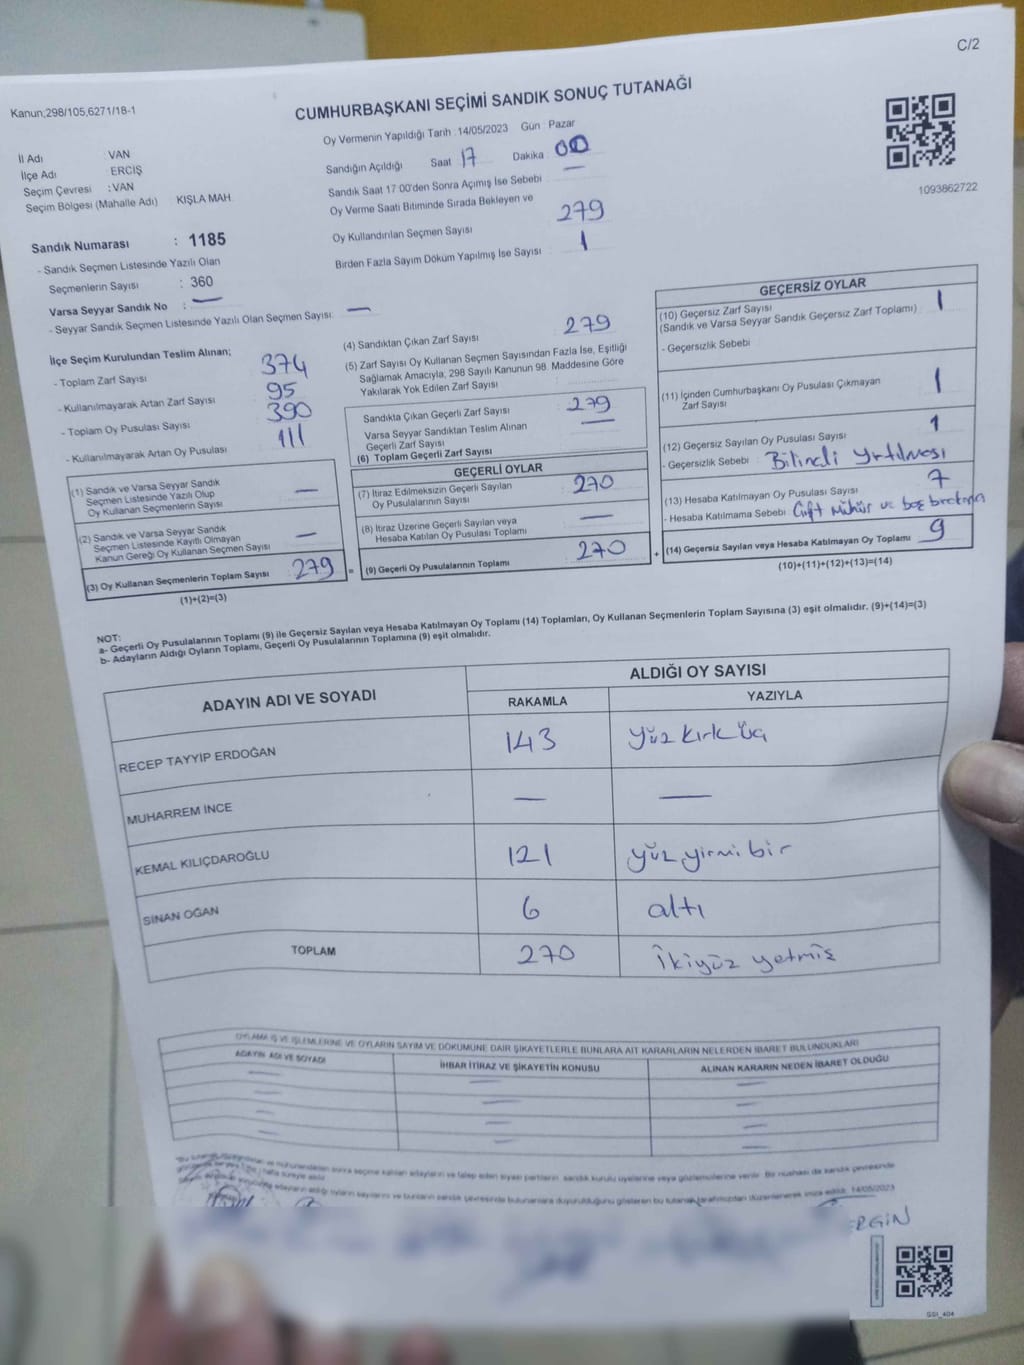 C/2
Kanun;298/105,6271/18-1
CUMHURBAŞKANI SEÇİMİ SANDIK SONUÇ TUTANAĞI
Oy Vermenin Yapıldığı Tarih : 14/05/2023 Gün : Pazar
İl Adı : VAN
İlçe Adı : ERCİŞ
Seçim Çevresi : VAN
Seçim Bölgesi (Mahalle Adı) KIŞLA MAH.
Sandığın Açıldığı Saat 17 Dakika 00
Sandık Saat 17:00'den Sonra Açımış İse Sebebi —
Oy Verme Saati Bitiminde Sırada Bekleyen ve
Oy Kullandırılan Seçmen Sayısı 279
Birden Fazla Sayım Döküm Yapılmış İse Sayısı : 1
1093862722
Sandık Numarası : 1185
- Sandık Seçmen Listesinde Yazılı Olan
Seçmenlerin Sayısı : 360
Varsa Seyyar Sandık No : —
- Seyyar Sandık Seçmen Listesinde Yazılı Olan Seçmen Sayısı: —
İlçe Seçim Kurulundan Teslim Alınan;
- Toplam Zarf Sayısı 374
- Kullanılmayarak Artan Zarf Sayısı 95
- Toplam Oy Pusulası Sayısı 390
- Kullanılmayarak Artan Oy Pusulası 111
(1) Sandık ve Varsa Seyyar Sandık
Seçmen Listesinde Yazılı Olup
Oy Kullanan Seçmenlerin Sayısı —
(2) Sandık ve Varsa Seyyar Sandık
Seçmen Listesinde Kayıtlı Olmayan
Kanun Gereği Oy Kullanan Seçmen Sayısı —
(3) Oy Kullanan Seçmenlerin Toplam Sayısı 279 =
(1)+(2)=(3)
(4) Sandıktan Çıkan Zarf Sayısı 279
(5) Zarf Sayısı Oy Kullanan Seçmen Sayısından Fazla İse, Eşitliği
Sağlamak Amacıyla; 298 Sayılı Kanunun 98. Maddesine Göre
Yakılarak Yok Edilen Zarf Sayısı
Sandıkta Çıkan Geçerli Zarf Sayısı 279
Varsa Seyyar Sandıktan Teslim Alınan
Geçerli Zarf Sayısı —
(6) Toplam Geçerli Zarf Sayısı
GEÇERLİ OYLAR
(7) İtiraz Edilmeksizin Geçerli Sayılan
Oy Pusulalarının Sayısı 270
(8) İtiraz Üzerine Geçerli Sayılan veya
Hesaba Katılan Oy Pusulası Toplamı —
(9) Geçerli Oy Pusulalarının Toplamı 270 +
GEÇERSİZ OYLAR
(10) Geçersiz Zarf Sayısı
(Sandık ve Varsa Seyyar Sandık Geçersiz Zarf Toplamı) 1
- Geçersizlik Sebebi
(11) İçinden Cumhurbaşkanı Oy Pusulası Çıkmayan
Zarf Sayısı 1
(12) Geçersiz Sayılan Oy Pusulası Sayısı 1
- Geçersizlik Sebebi : Bilincli yırtılması
(13) Hesaba Katılmayan Oy Pusulası Sayısı 7
- Hesaba Katılmama Sebebi Çift mühür ve boş bırakılan
(14) Geçersiz Sayılan veya Hesaba Katılmayan Oy Toplamı 9
(10)+(11)+(12)+(13)=(14)
NOT:
a- Geçerli Oy Pusulalarının Toplamı (9) ile Geçersiz Sayılan veya Hesaba Katılmayan Oy Toplamı (14) Toplamları, Oy Kullanan Seçmenlerin Toplam Sayısına (3) eşit olmalıdır. (9)+(14)=(3)
b- Adayların Aldığı Oyların Toplamı, Geçerli Oy Pusulalarının Toplamına (9) eşit olmalıdır.
ADAYIN ADI VE SOYADI
ALDIĞI OY SAYISI
RAKAMLA YAZIYLA
RECEP TAYYİP ERDOĞAN 143 yüz kırk üç
MUHARREM İNCE — —
KEMAL KILIÇDAROĞLU 121 yüz yirmi bir
SİNAN OĞAN 6 altı
TOPLAM 270 ikiyüz yetmiş
OYLAMA İŞ VE İŞLEMLERİNE VE OYLARIN SAYIM VE DÖKÜMÜNE DAİR ŞİKAYETLERLE BUNLARA AİT KARARLARIN NELERDEN İBARET BULUNDUKLARI
ADAYIN ADI VE SOYADI İHBAR İTİRAZ VE ŞİKAYETİN KONUSU ALINAN KARARIN NEDEN İBARET OLDUĞU
ERGİN